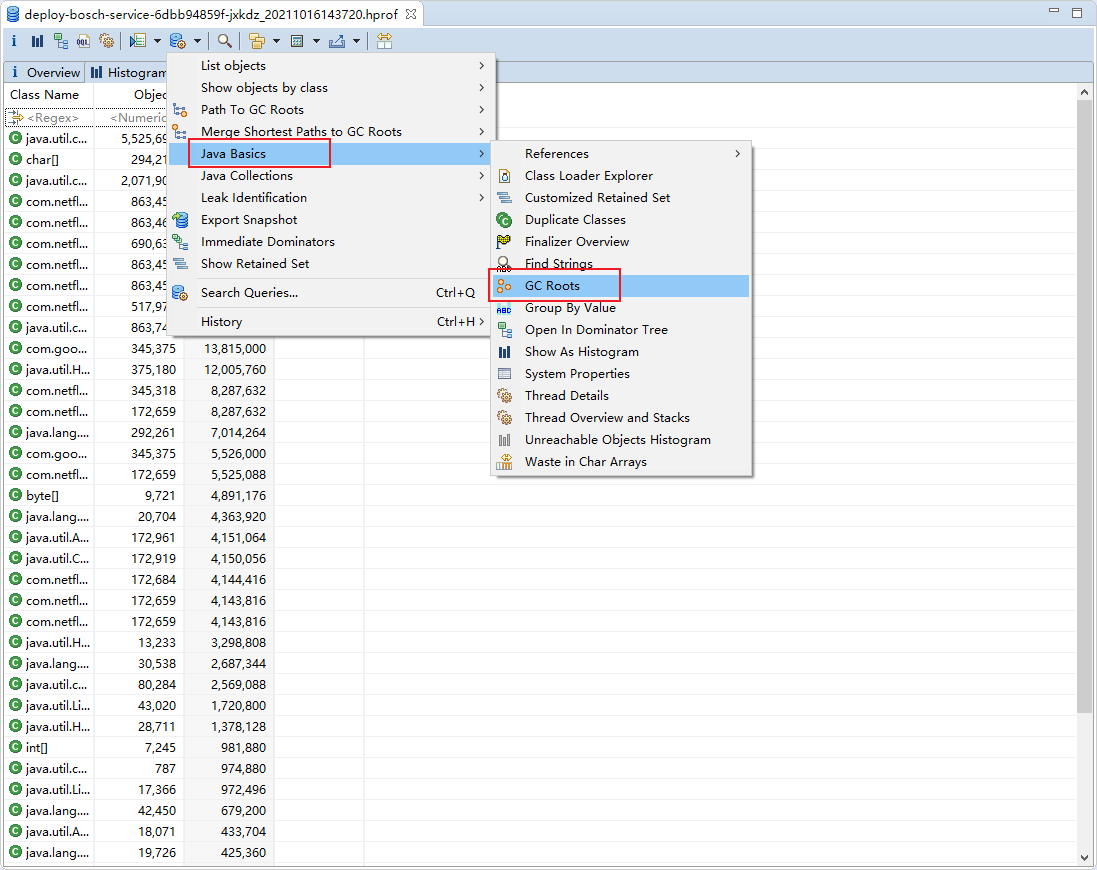 deploy-bosch-service-6dbb94859f-jxkdz_20211016143720.hprof
Overview Histogram
Class Name Objec
<Regex> <Numeric
java.util.c... 5,525,69
char[] 294,21
java.util.c... 2,071,90
com.netfl... 863,45
com.netfl... 863,46
com.netfl... 690,63
com.netfl... 863,45
com.netfl... 863,45
com.netfl... 517,97
java.util.c... 863,74
com.goo... 345,375 13,815,000
java.util.H... 375,180 12,005,760
com.netfl... 345,318 8,287,632
com.netfl... 172,659 8,287,632
java.lang.... 292,261 7,014,264
com.goo... 345,375 5,526,000
com.netfl... 172,659 5,525,088
byte[] 9,721 4,891,176
java.lang.... 20,704 4,363,920
java.util.A... 172,961 4,151,064
java.util.C... 172,919 4,150,056
com.netfl... 172,684 4,144,416
com.netfl... 172,659 4,143,816
com.netfl... 172,659 4,143,816
java.util.H... 13,233 3,298,808
java.lang.... 30,538 2,687,344
java.util.c... 80,284 2,569,088
java.util.Li... 43,020 1,720,800
java.util.H... 28,711 1,378,128
int[] 7,245 981,880
java.util.c... 787 974,880
java.util.Li... 17,366 972,496
java.lang.... 42,450 679,200
java.util.A... 18,071 433,704
java.lang.... 19,726 425,360
List objects
Show objects by class
Path To GC Roots
Merge Shortest Paths to GC Roots
Java Basics
Java Collections
Leak Identification
Export Snapshot
Immediate Dominators
Show Retained Set
Search Queries... Ctrl+Q
History Ctrl+H
References
Class Loader Explorer
Customized Retained Set
Duplicate Classes
Finalizer Overview
Find Strings
GC Roots
Group By Value
Open In Dominator Tree
Show As Histogram
System Properties
Thread Details
Thread Overview and Stacks
Unreachable Objects Histogram
Waste in Char Arrays